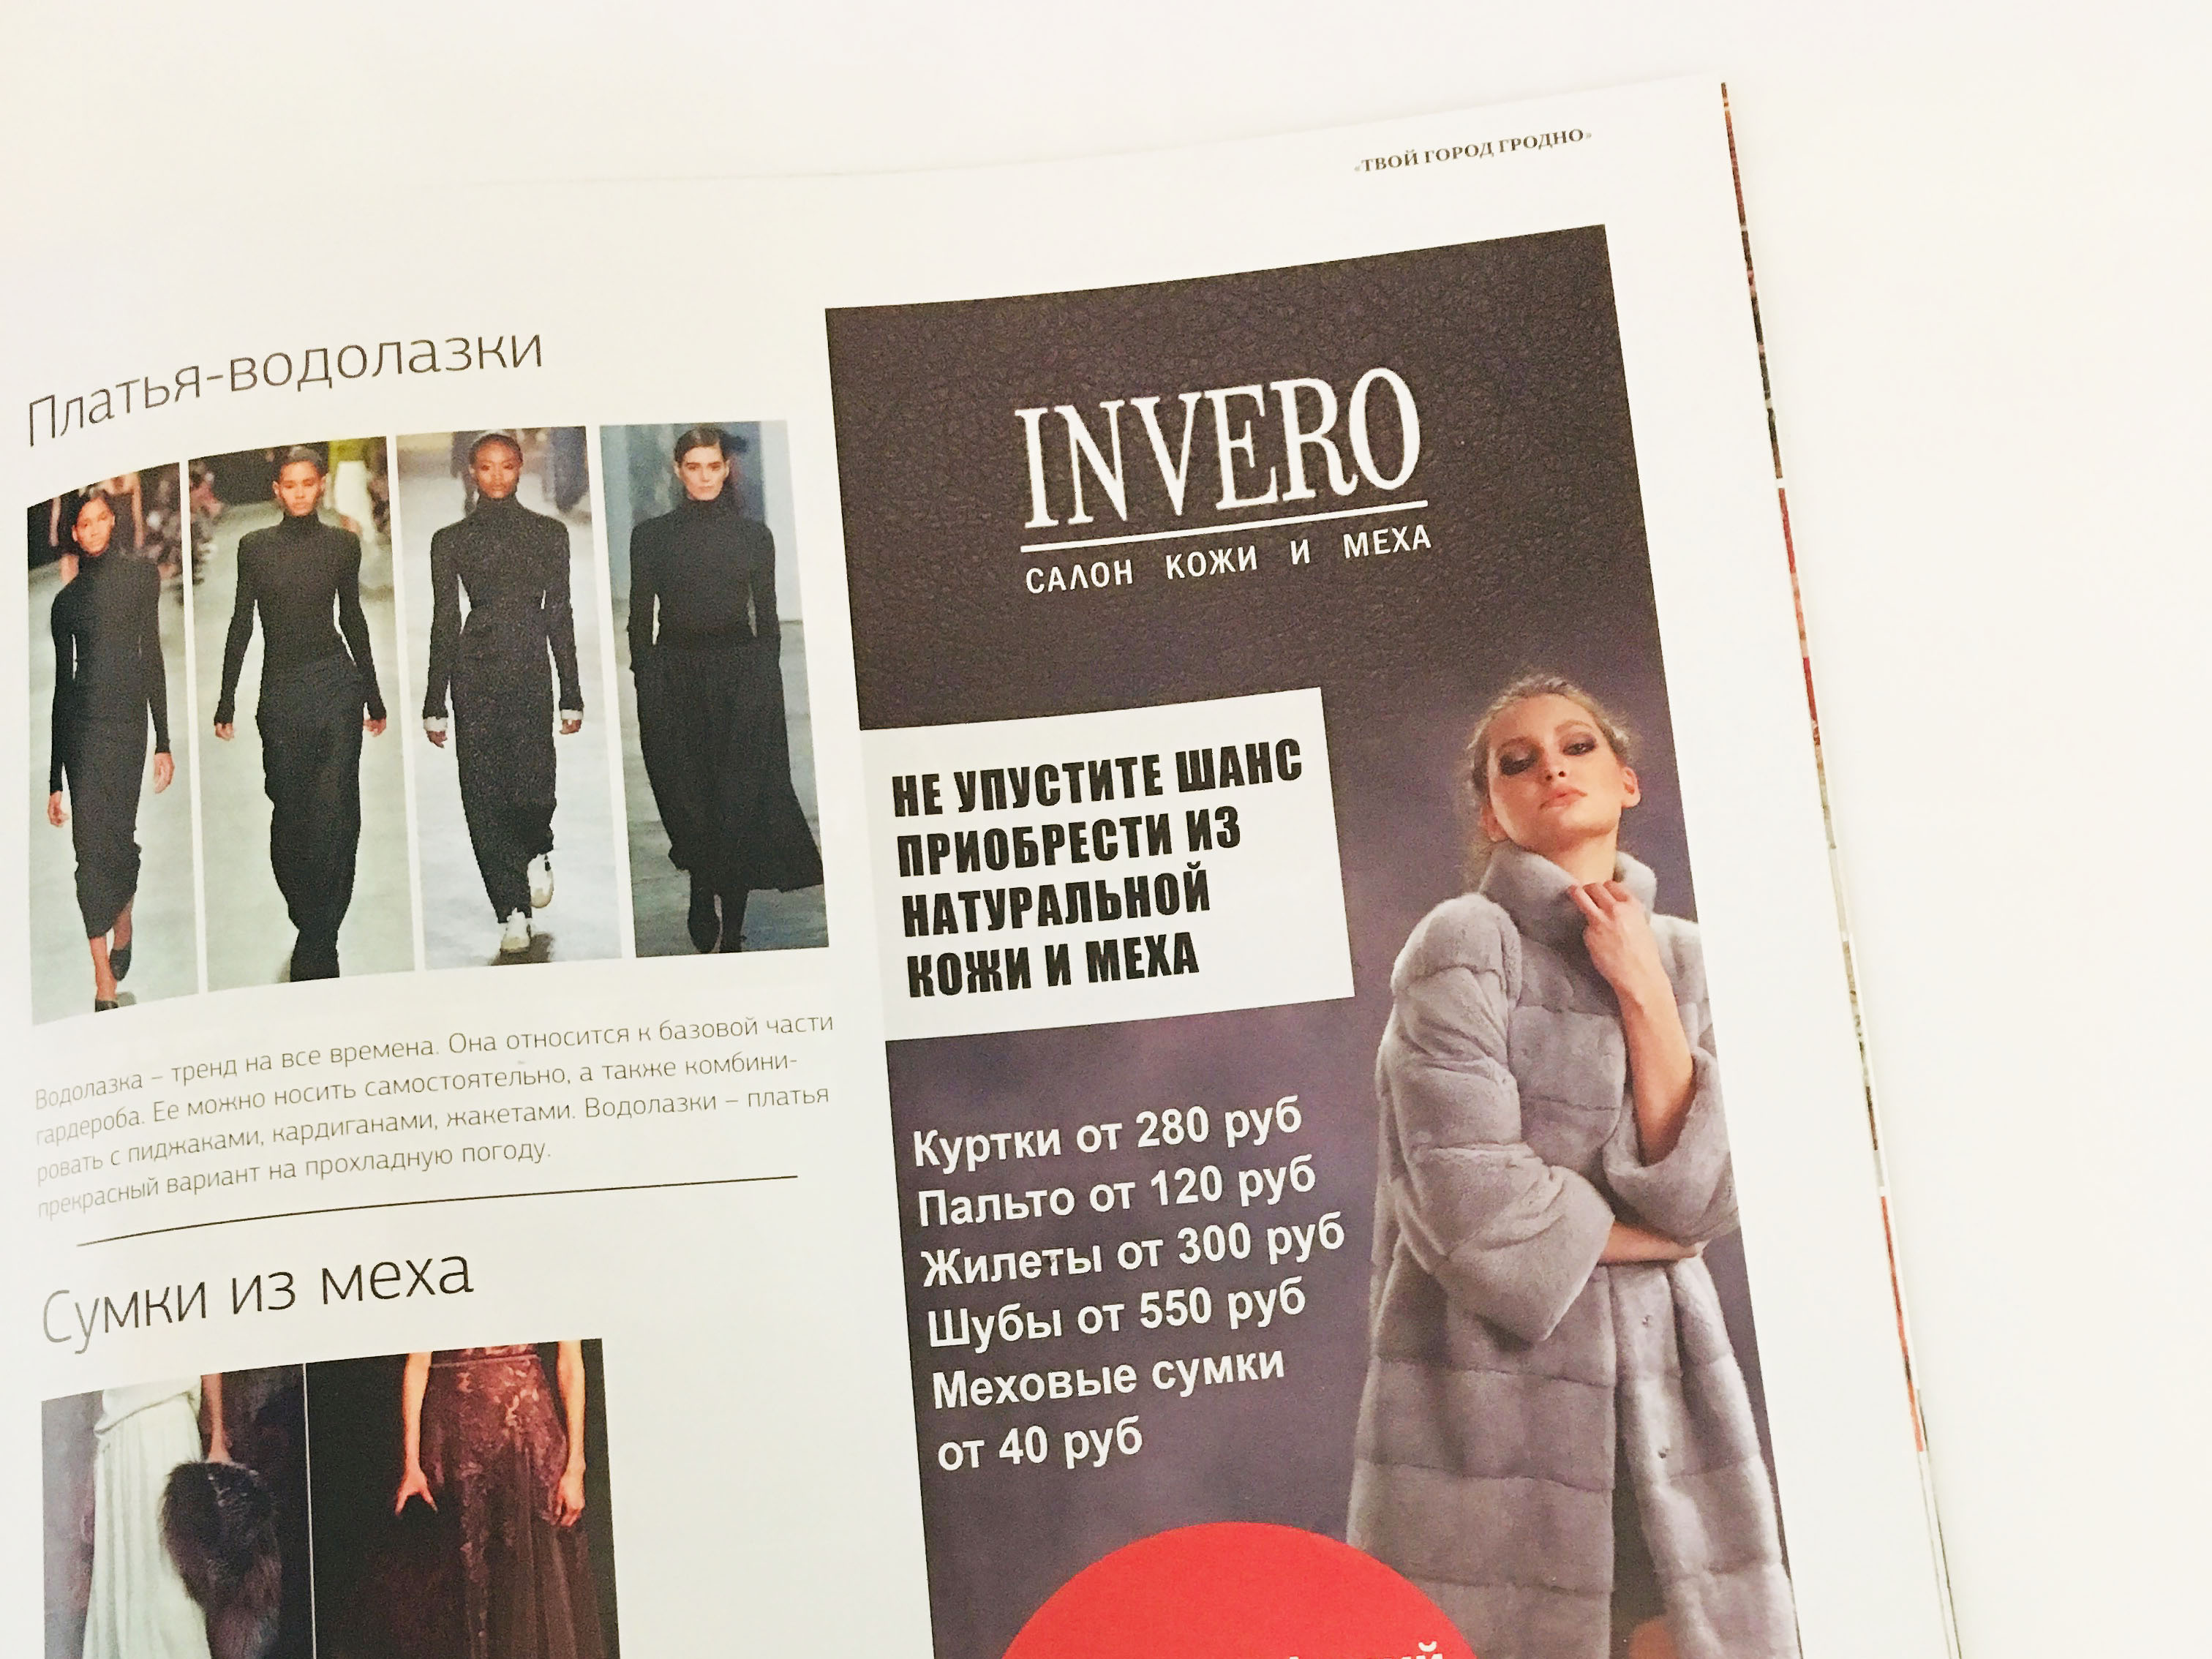 «ТВОЙ ГОРОД ГРОДНО»
Платья-водолазки
Водолазка – тренд на все времена. Она относится к базовой части
гардероба. Ее можно носить самостоятельно, а также комбини-
ровать с пиджаками, кардиганами, жакетами. Водолазки – платья
прекрасный вариант на прохладную погоду.
Сумки из меха
INVERO
САЛОН КОЖИ И МЕХА
НЕ УПУСТИТЕ ШАНС
ПРИОБРЕСТИ ИЗ
НАТУРАЛЬНОЙ
КОЖИ И МЕХА
Куртки от 280 руб
Пальто от 120 руб
Жилеты от 300 руб
Шубы от 550 руб
Меховые сумки
от 40 руб